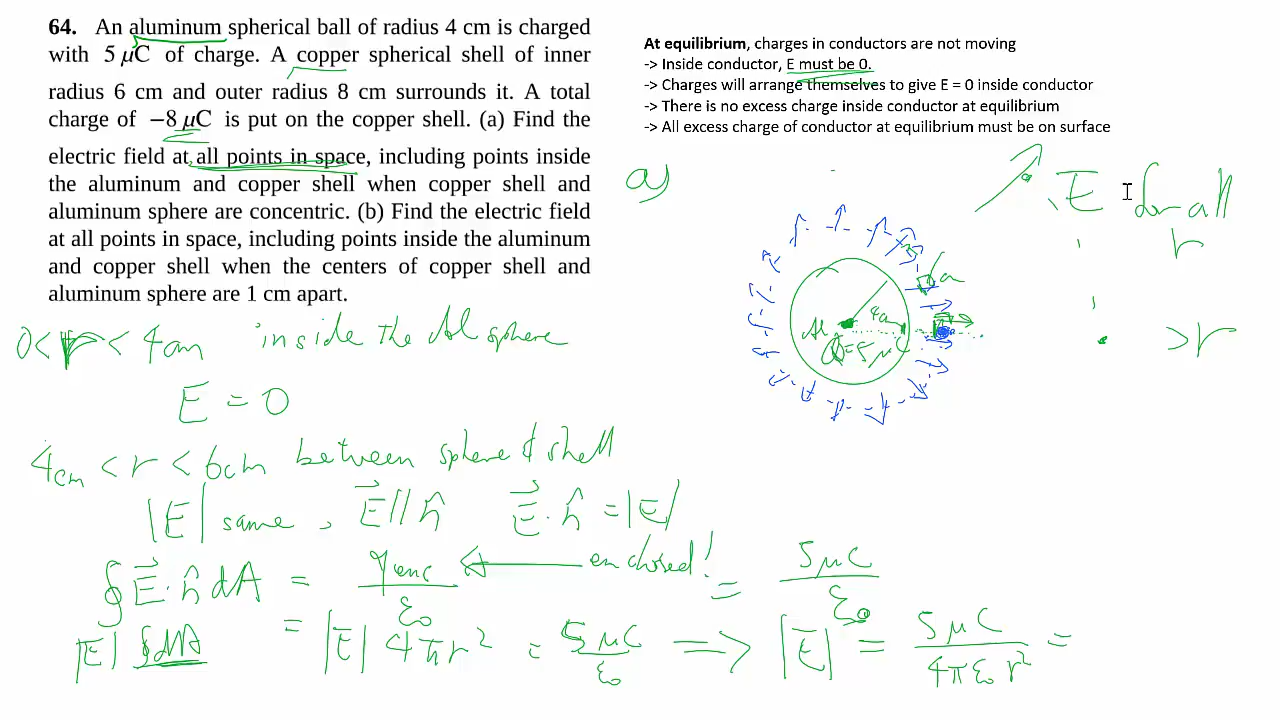 64. An aluminum spherical ball of radius 4 cm is charged
with 5 μC of charge. A copper spherical shell of inner
radius 6 cm and outer radius 8 cm surrounds it. A total
charge of −8 μC is put on the copper shell. (a) Find the
electric field at all points in space, including points inside
the aluminum and copper shell when copper shell and
aluminum sphere are concentric. (b) Find the electric field
at all points in space, including points inside the aluminum
and copper shell when the centers of copper shell and
aluminum sphere are 1 cm apart.
At equilibrium, charges in conductors are not moving
-> Inside conductor, E must be 0.
-> Charges will arrange themselves to give E = 0 inside conductor
-> There is no excess charge inside conductor at equilibrium
-> All excess charge of conductor at equilibrium must be on surface
a)
E for all
r
>r
dA
Al
Q=5μC
0<r<4cm inside the Al sphere
E = 0
4cm <r <6cm between sphere & shell
|E| same, E⃗ // n̂ E⃗ · n̂ = |E|
∮ E⃗ · n̂ dA = qenc / ε₀ enclosed! = 5μC / ε₀
|E| ∮dA = |E| 4πr² = 5μC / ε₀ => |E| = 5μC / 4πε₀r² =